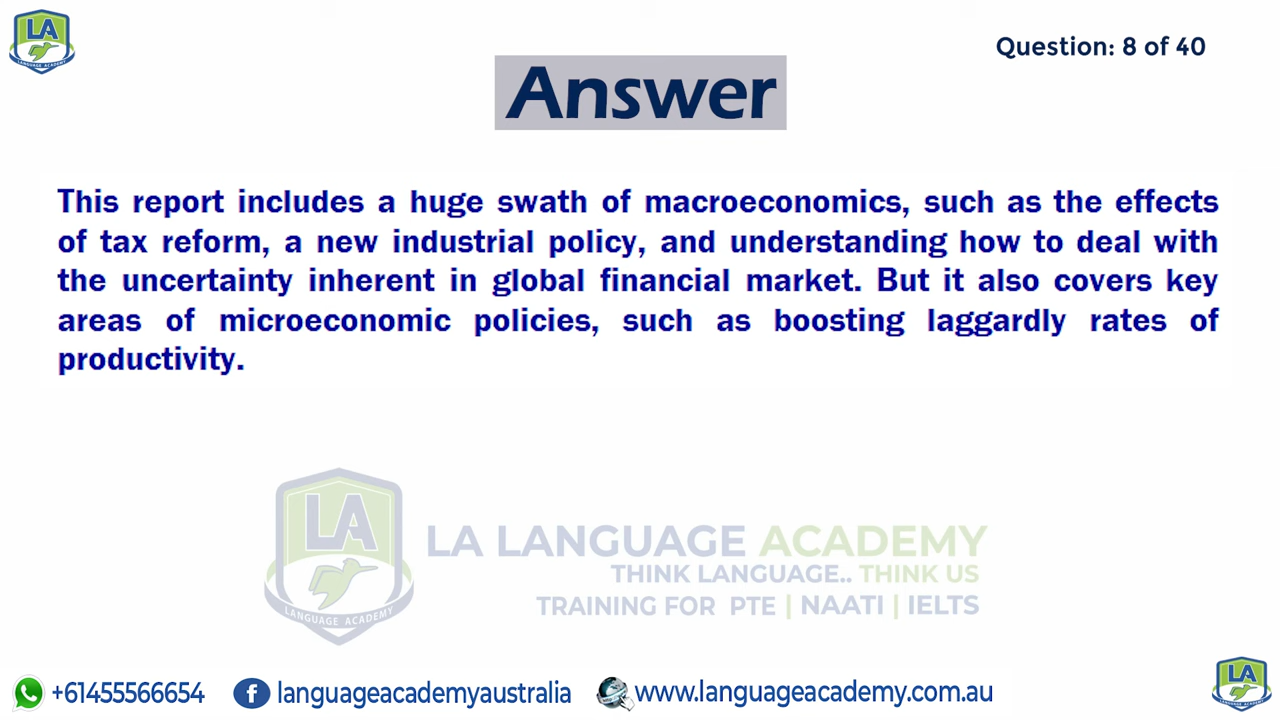 LA
LANGUAGE ACADEMY
Question: 8 of 40
Answer
This report includes a huge swath of macroeconomics, such as the effects
of tax reform, a new industrial policy, and understanding how to deal with
the uncertainty inherent in global financial market. But it also covers key
areas of microeconomic policies, such as boosting laggardly rates of
productivity.
LA
LANGUAGE ACADEMY
LA LANGUAGE ACADEMY
THINK LANGUAGE.. THINK US
TRAINING FOR PTE | NAATI | IELTS
+61455566654
languageacademyaustralia
www.languageacademy.com.au
LA
LANGUAGE ACADEMY